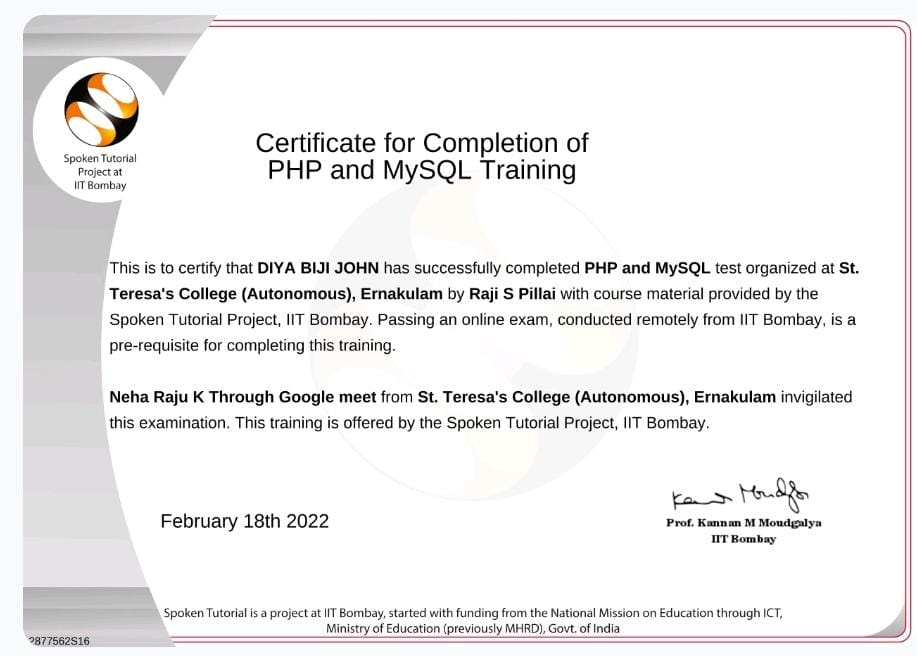 Spoken Tutorial
Project at
IIT Bombay
Certificate for Completion of
PHP and MySQL Training
This is to certify that DIYA BIJI JOHN has successfully completed PHP and MySQL test organized at St.
Teresa's College (Autonomous), Ernakulam by Raji S Pillai with course material provided by the
Spoken Tutorial Project, IIT Bombay. Passing an online exam, conducted remotely from IIT Bombay, is a
pre-requisite for completing this training.
Neha Raju K Through Google meet from St. Teresa's College (Autonomous), Ernakulam invigilated
this examination. This training is offered by the Spoken Tutorial Project, IIT Bombay.
February 18th 2022
Prof. Kannan M Moudgalya
IIT Bombay
Spoken Tutorial is a project at IIT Bombay, started with funding from the National Mission on Education through ICT,
Ministry of Education (previously MHRD), Govt. of India
2877562S16